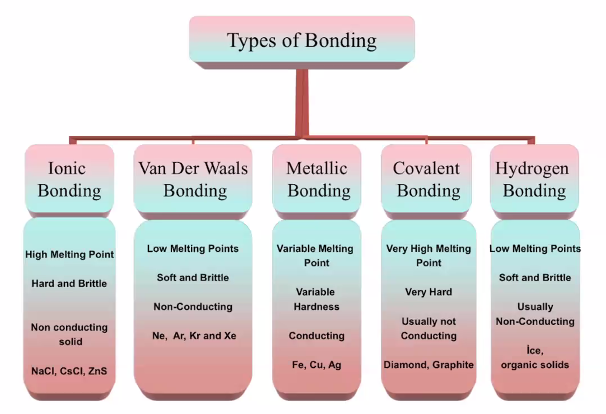 Types of Bonding
Ionic
Bonding
High Melting Point
Hard and Brittle
Non conducting
solid
NaCl, CsCl, ZnS
Van Der Waals
Bonding
Low Melting Points
Soft and Brittle
Non-Conducting
Ne, Ar, Kr and Xe
Metallic
Bonding
Variable Melting
Point
Variable
Hardness
Conducting
Fe, Cu, Ag
Covalent
Bonding
Very High Melting
Point
Very Hard
Usually not
Conducting
Diamond, Graphite
Hydrogen
Bonding
Low Melting Points
Soft and Brittle
Usually
Non-Conducting
İce,
organic solids